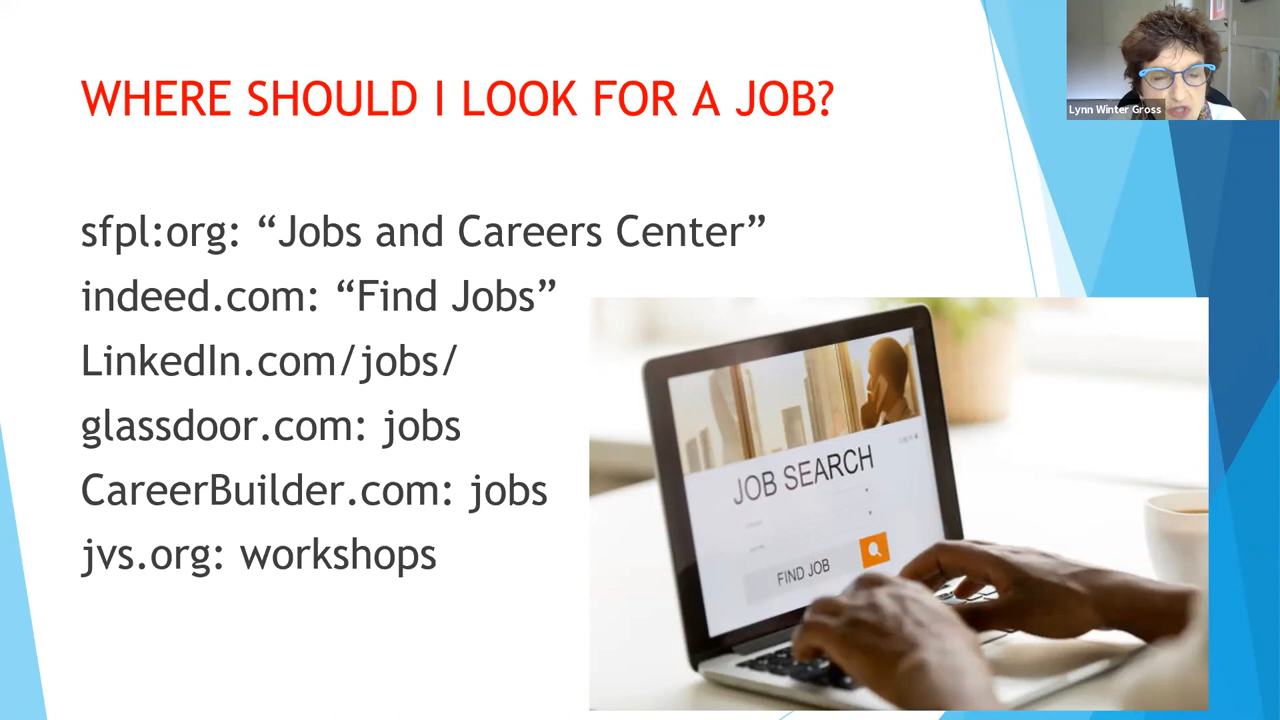 WHERE SHOULD I LOOK FOR A JOB?
Lynn Winter Gross
sfpl:org: “Jobs and Careers Center”
indeed.com: “Find Jobs”
LinkedIn.com/jobs/
glassdoor.com: jobs
CareerBuilder.com: jobs
jvs.org: workshops
JOB SEARCH
FIND JOB